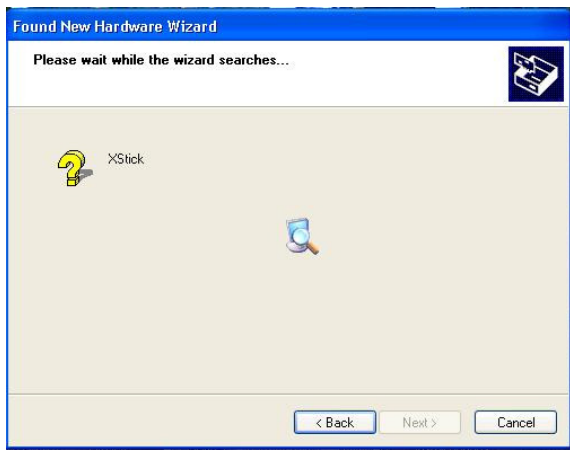 Found New Hardware Wizard
Please wait while the wizard searches...
XStick
< Back
Next >
Cancel